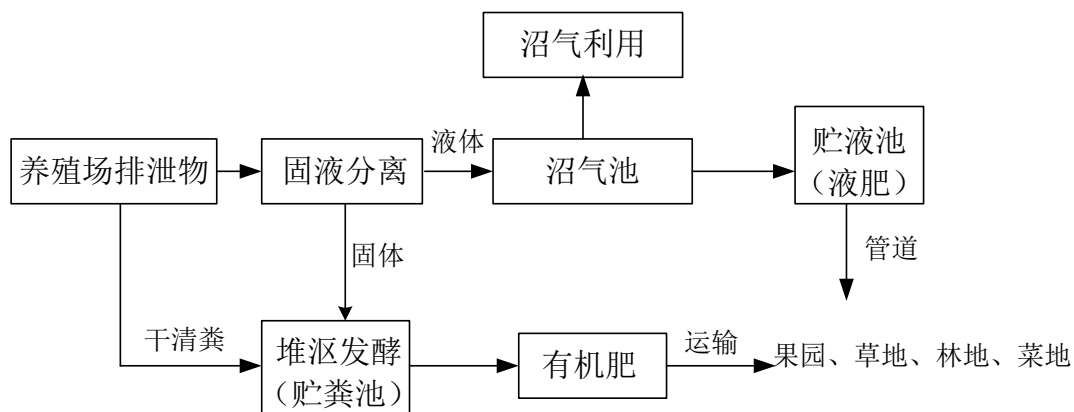 沼气利用
养殖场排泄物
固液分离
液体
沼气池
贮液池
（液肥）
固体
管道
干清粪
堆沤发酵
（贮粪池）
有机肥
运输
果园、草地、林地、菜地